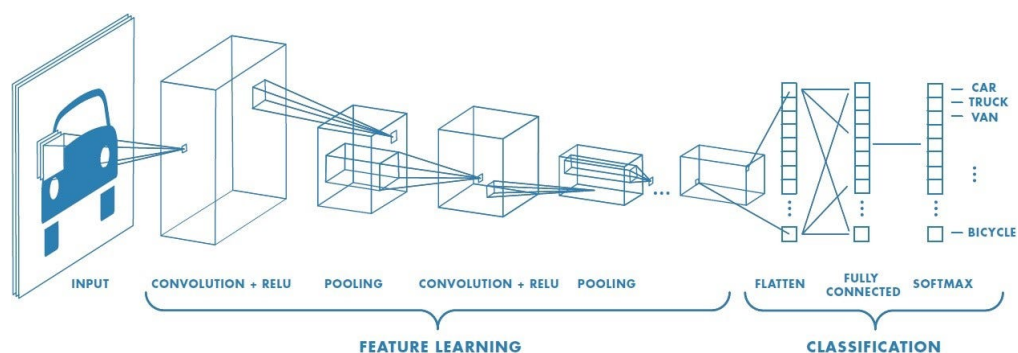 CAR
TRUCK
VAN
BICYCLE
INPUT
CONVOLUTION + RELU
POOLING
CONVOLUTION + RELU
POOLING
FLATTEN
FULLY
CONNECTED
SOFTMAX
FEATURE LEARNING
CLASSIFICATION